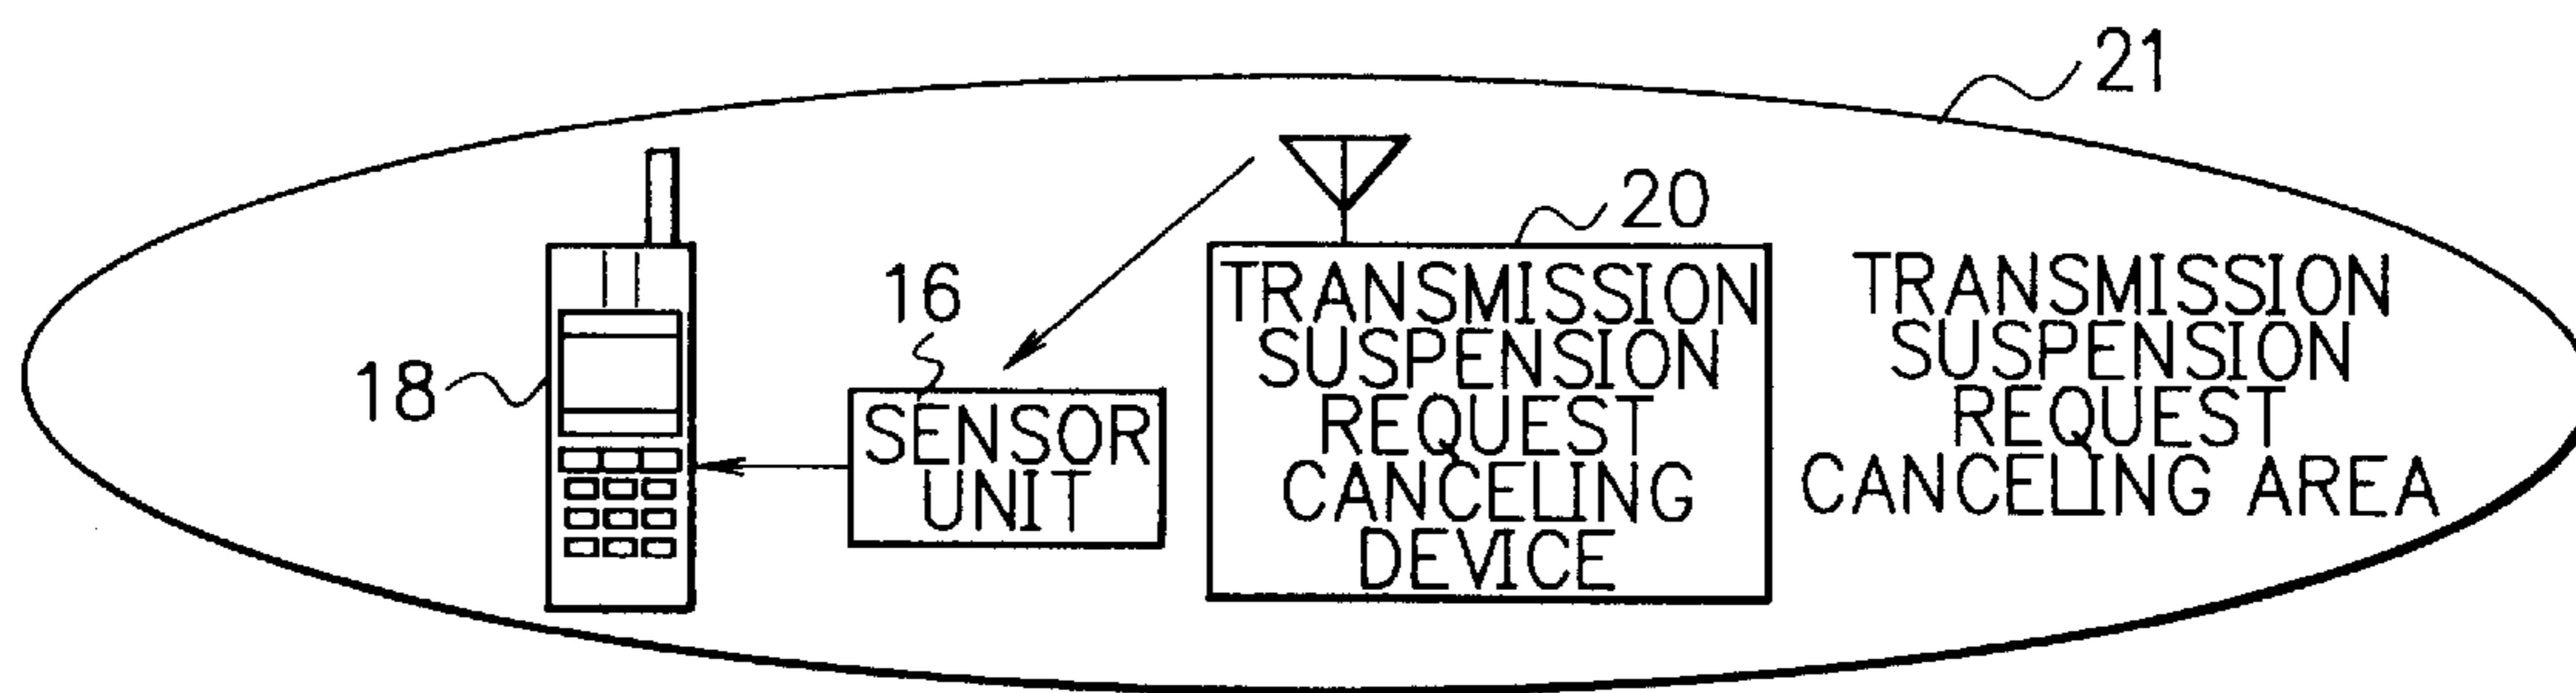 21
20
16
18
SENSOR
UNIT
TRANSMISSION
SUSPENSION
REQUEST
CANCELING
DEVICE
TRANSMISSION
SUSPENSION
REQUEST
CANCELING AREA